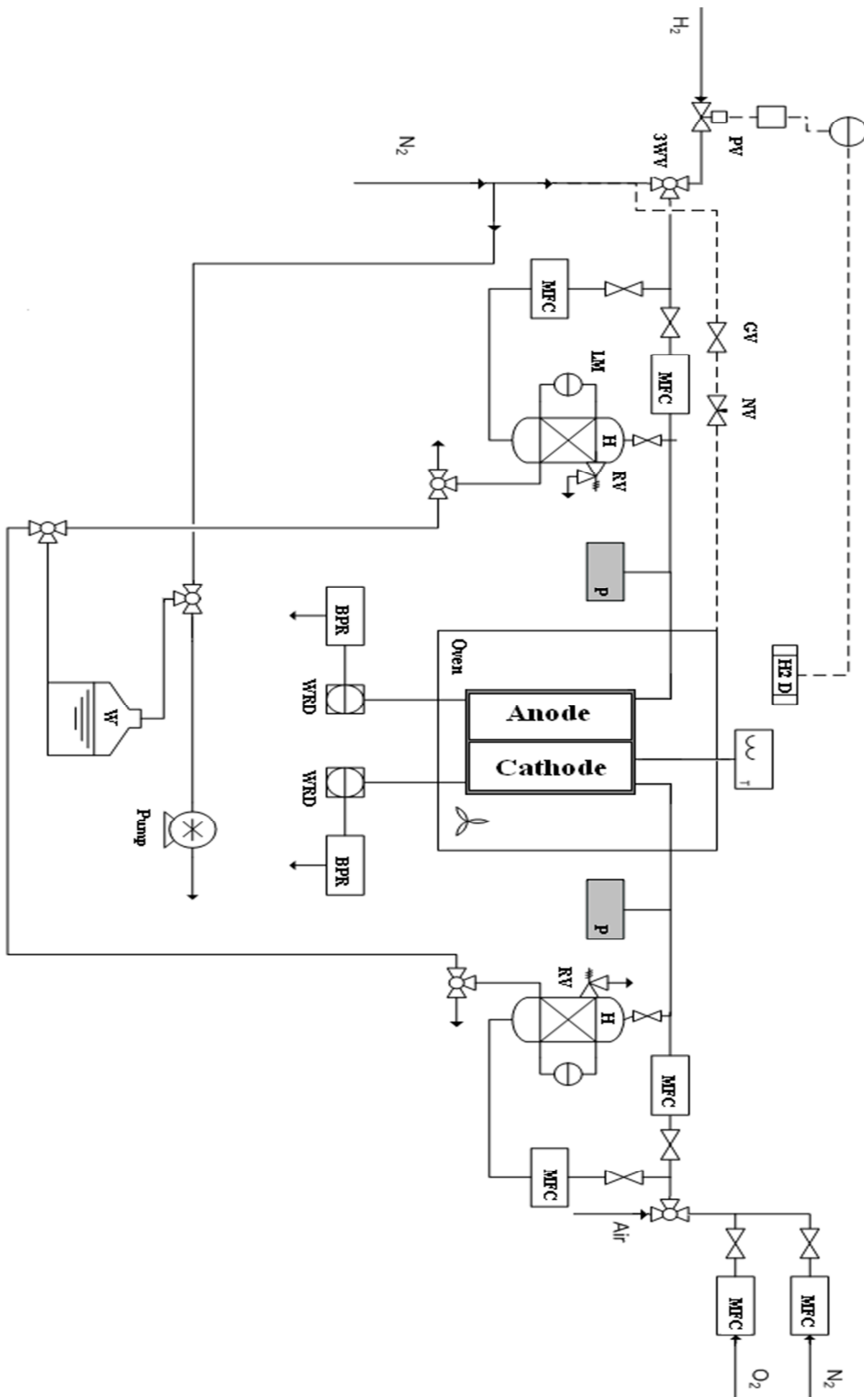 H₂
PV
3WV
N₂
GV
MFC
MFC
NV
LM
H
RV
P
H2 D
Oven
Anode
T
BPR
WRD
W
Cathode
WRD
BPR
Pump
P
RV
H
MFC
MFC
Air
MFC
MFC
O₂
N₂